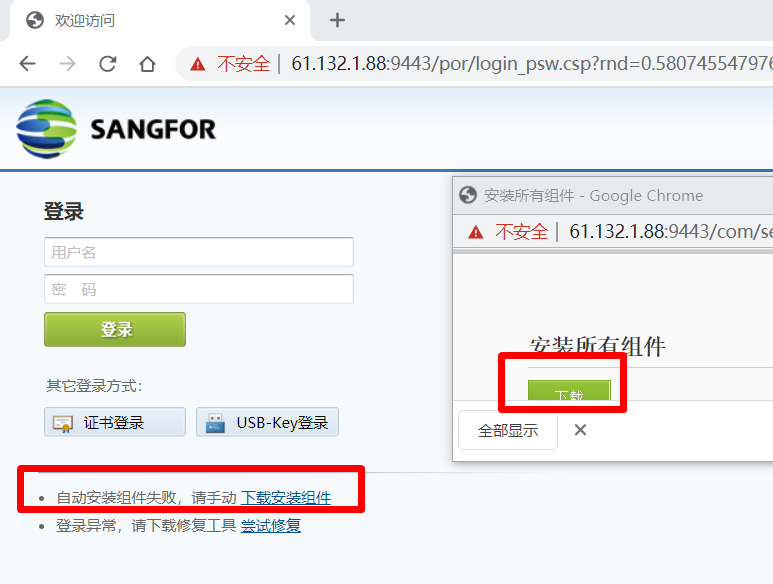 欢迎访问
不安全 61.132.1.88:9443/por/login_psw.csp?rnd=0.580745547976
SANGFOR
登录
用户名
密 码
登录
其它登录方式：
证书登录 USB-Key登录
自动安装组件失败，请手动 下载安装组件
登录异常，请下载修复工具 尝试修复
安装所有组件 - Google Chrome
不安全 61.132.1.88:9443/com/se
安装所有组件
下载
全部显示